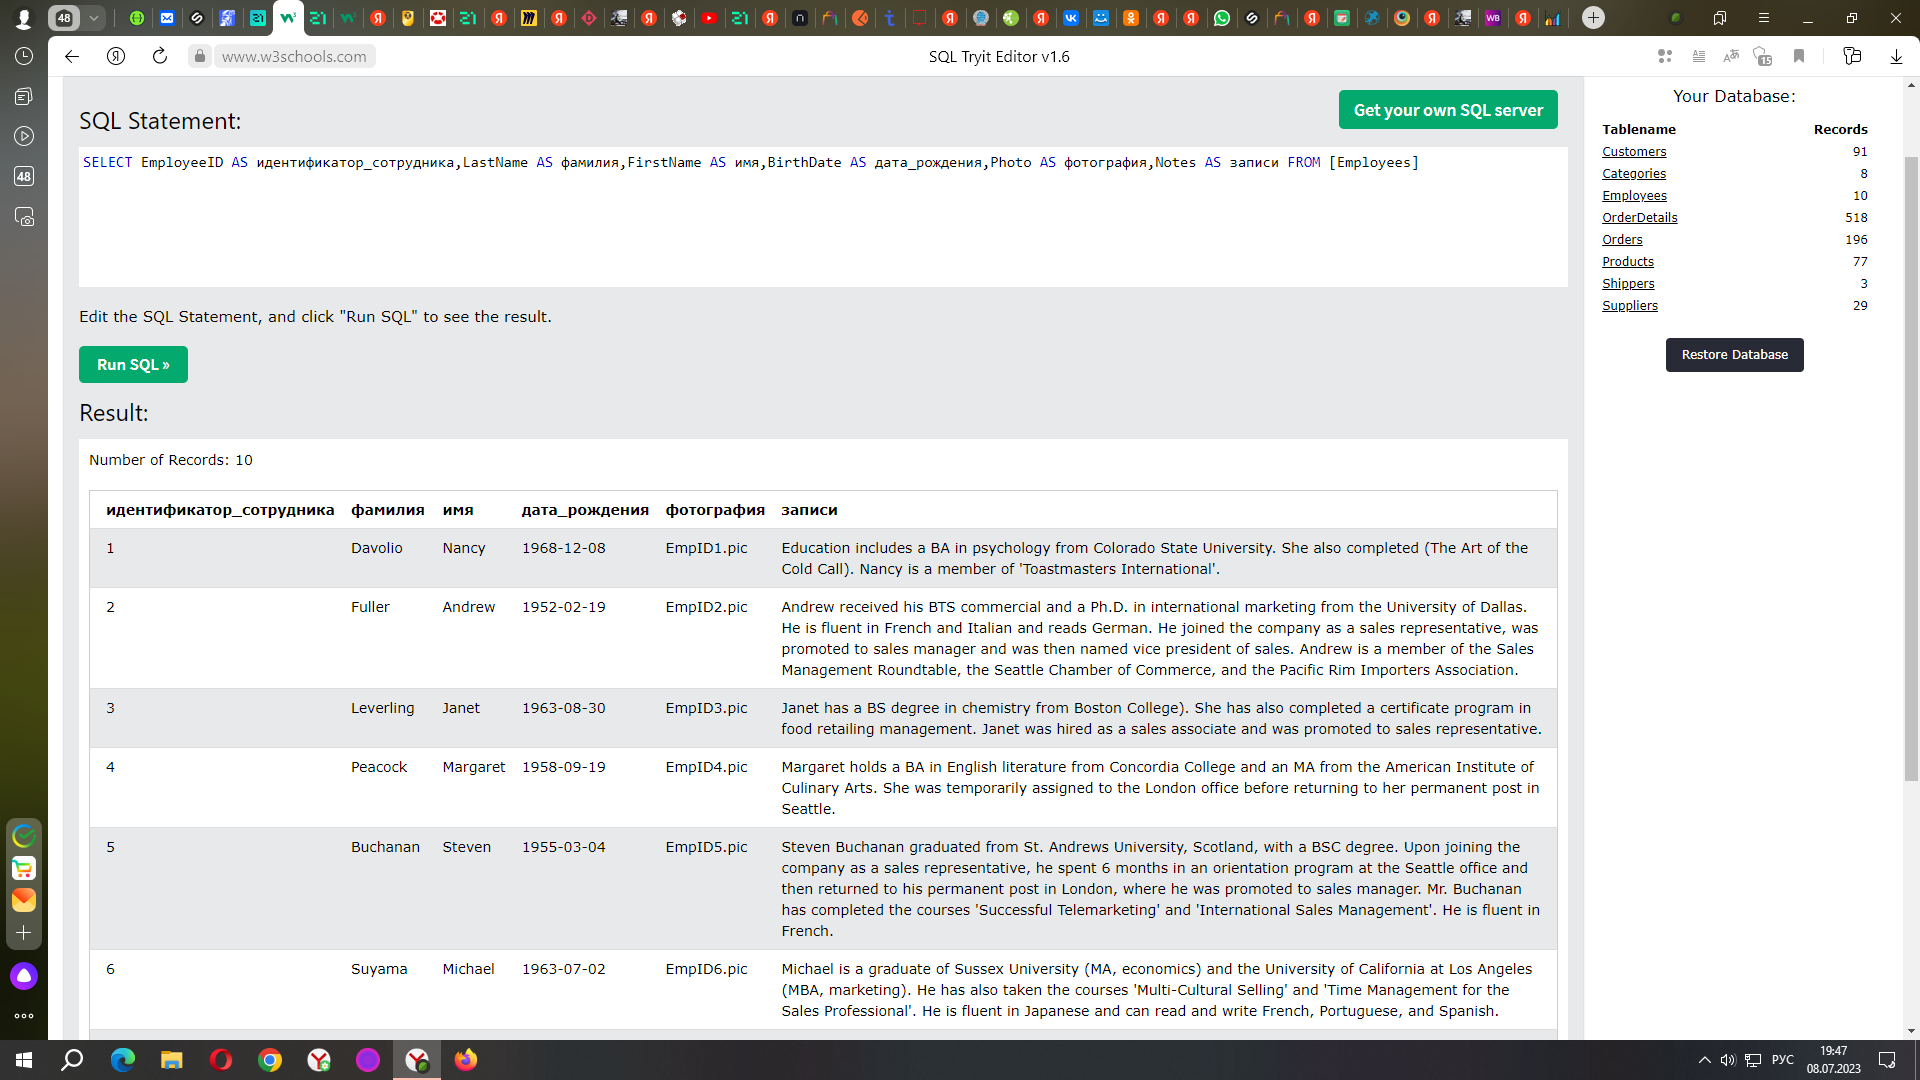 48
www.w3schools.com
SQL Tryit Editor v1.6
15
48
SQL Statement:
Get your own SQL server
SELECT EmployeeID AS идентификатор_сотрудника,LastName AS фамилия,FirstName AS имя,BirthDate AS дата_рождения,Photo AS фотография,Notes AS записи FROM [Employees]
Edit the SQL Statement, and click "Run SQL" to see the result.
Run SQL »
Result:
Number of Records: 10
идентификатор_сотрудника фамилия имя дата_рождения фотография записи
1 Davolio Nancy 1968-12-08 EmpID1.pic Education includes a BA in psychology from Colorado State University. She also completed (The Art of the
Cold Call). Nancy is a member of 'Toastmasters International'.
2 Fuller Andrew 1952-02-19 EmpID2.pic Andrew received his BTS commercial and a Ph.D. in international marketing from the University of Dallas.
He is fluent in French and Italian and reads German. He joined the company as a sales representative, was
promoted to sales manager and was then named vice president of sales. Andrew is a member of the Sales
Management Roundtable, the Seattle Chamber of Commerce, and the Pacific Rim Importers Association.
3 Leverling Janet 1963-08-30 EmpID3.pic Janet has a BS degree in chemistry from Boston College). She has also completed a certificate program in
food retailing management. Janet was hired as a sales associate and was promoted to sales representative.
4 Peacock Margaret 1958-09-19 EmpID4.pic Margaret holds a BA in English literature from Concordia College and an MA from the American Institute of
Culinary Arts. She was temporarily assigned to the London office before returning to her permanent post in
Seattle.
5 Buchanan Steven 1955-03-04 EmpID5.pic Steven Buchanan graduated from St. Andrews University, Scotland, with a BSC degree. Upon joining the
company as a sales representative, he spent 6 months in an orientation program at the Seattle office and
then returned to his permanent post in London, where he was promoted to sales manager. Mr. Buchanan
has completed the courses 'Successful Telemarketing' and 'International Sales Management'. He is fluent in
French.
6 Suyama Michael 1963-07-02 EmpID6.pic Michael is a graduate of Sussex University (MA, economics) and the University of California at Los Angeles
(MBA, marketing). He has also taken the courses 'Multi-Cultural Selling' and 'Time Management for the
Sales Professional'. He is fluent in Japanese and can read and write French, Portuguese, and Spanish.
Your Database:
Tablename Records
Customers 91
Categories 8
Employees 10
OrderDetails 518
Orders 196
Products 77
Shippers 3
Suppliers 29
Restore Database
РУС
19:47
08.07.2023